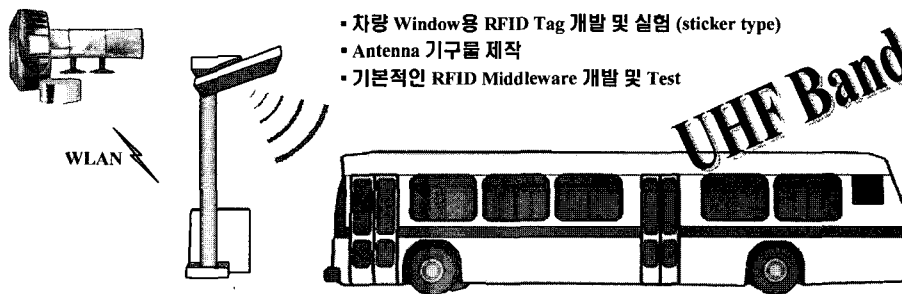 ▪ 차량 Window용 RFID Tag 개발 및 실험 (sticker type)
▪ Antenna 기구물 제작
▪ 기본적인 RFID Middleware 개발 및 Test
UHF Band
WLAN